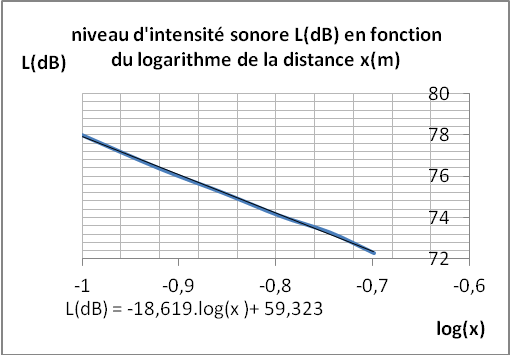 niveau d'intensité sonore L(dB) en fonction
du logarithme de la distance x(m)
L(dB)
80
78
76
74
72
-1 -0,9 -0,8 -0,7 -0,6
L(dB) = -18,619.log(x )+ 59,323
log(x)